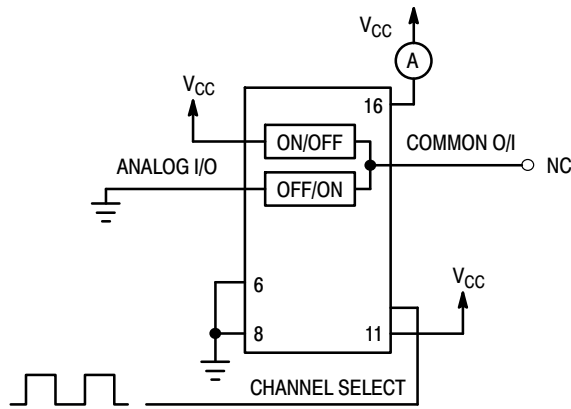 VCC
A
16
VCC
ON/OFF
COMMON O/I
NC
ANALOG I/O
OFF/ON
VCC
6
8
11
CHANNEL SELECT